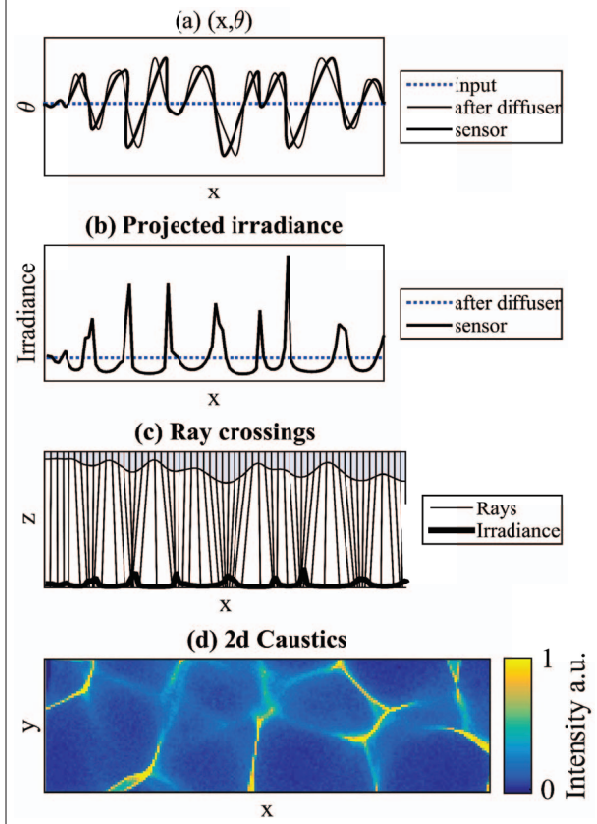 (a) (x,θ)
θ
input
after diffuser
sensor
x
(b) Projected irradiance
Irradiance
after diffuser
sensor
x
(c) Ray crossings
z
Rays
Irradiance
x
(d) 2d Caustics
y
1
0
Intensity a.u.
x